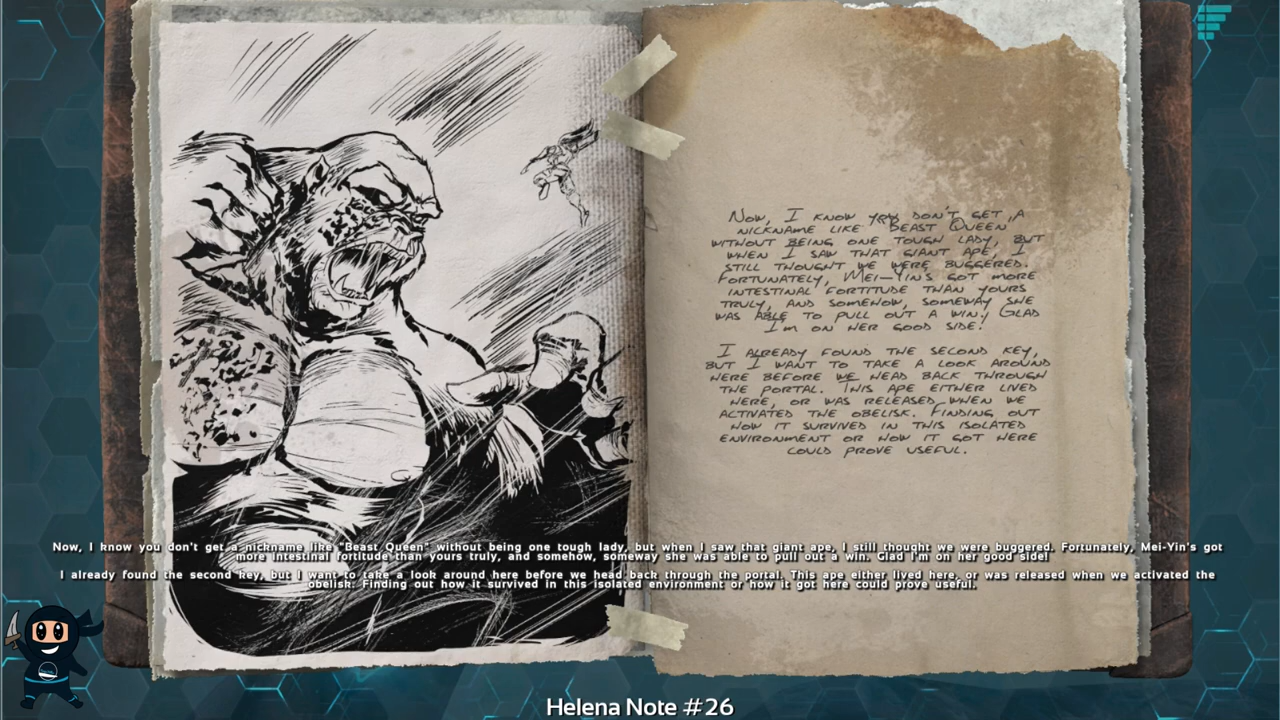 Now, I know you don't get a
nickname like "Beast Queen"
without being one tough lady, but
when I saw that giant ape, I
still thought we were buggered.
Fortunately, Mei-Yin's got more
intestinal fortitude than yours
truly, and somehow, someway she
was able to pull out a win. Glad
I'm on her good side!
I already found the second key,
but I want to take a look around
here before we head back through
the portal. This ape either lived
here, or was released when we
activated the obelisk. Finding out
how it survived in this isolated
environment or how it got here
could prove useful.
Now, I know you don't get a nickname like "Beast Queen" without being one tough lady, but when I saw that giant ape, I still thought we were buggered. Fortunately, Mei-Yin's got
more intestinal fortitude than yours truly, and somehow, someway she was able to pull out a win. Glad I'm on her good side!
I already found the second key, but I want to take a look around here before we head back through the portal. This ape either lived here, or was released when we activated the
obelisk. Finding out how it survived in this isolated environment or how it got here could prove useful.
Helena Note #26